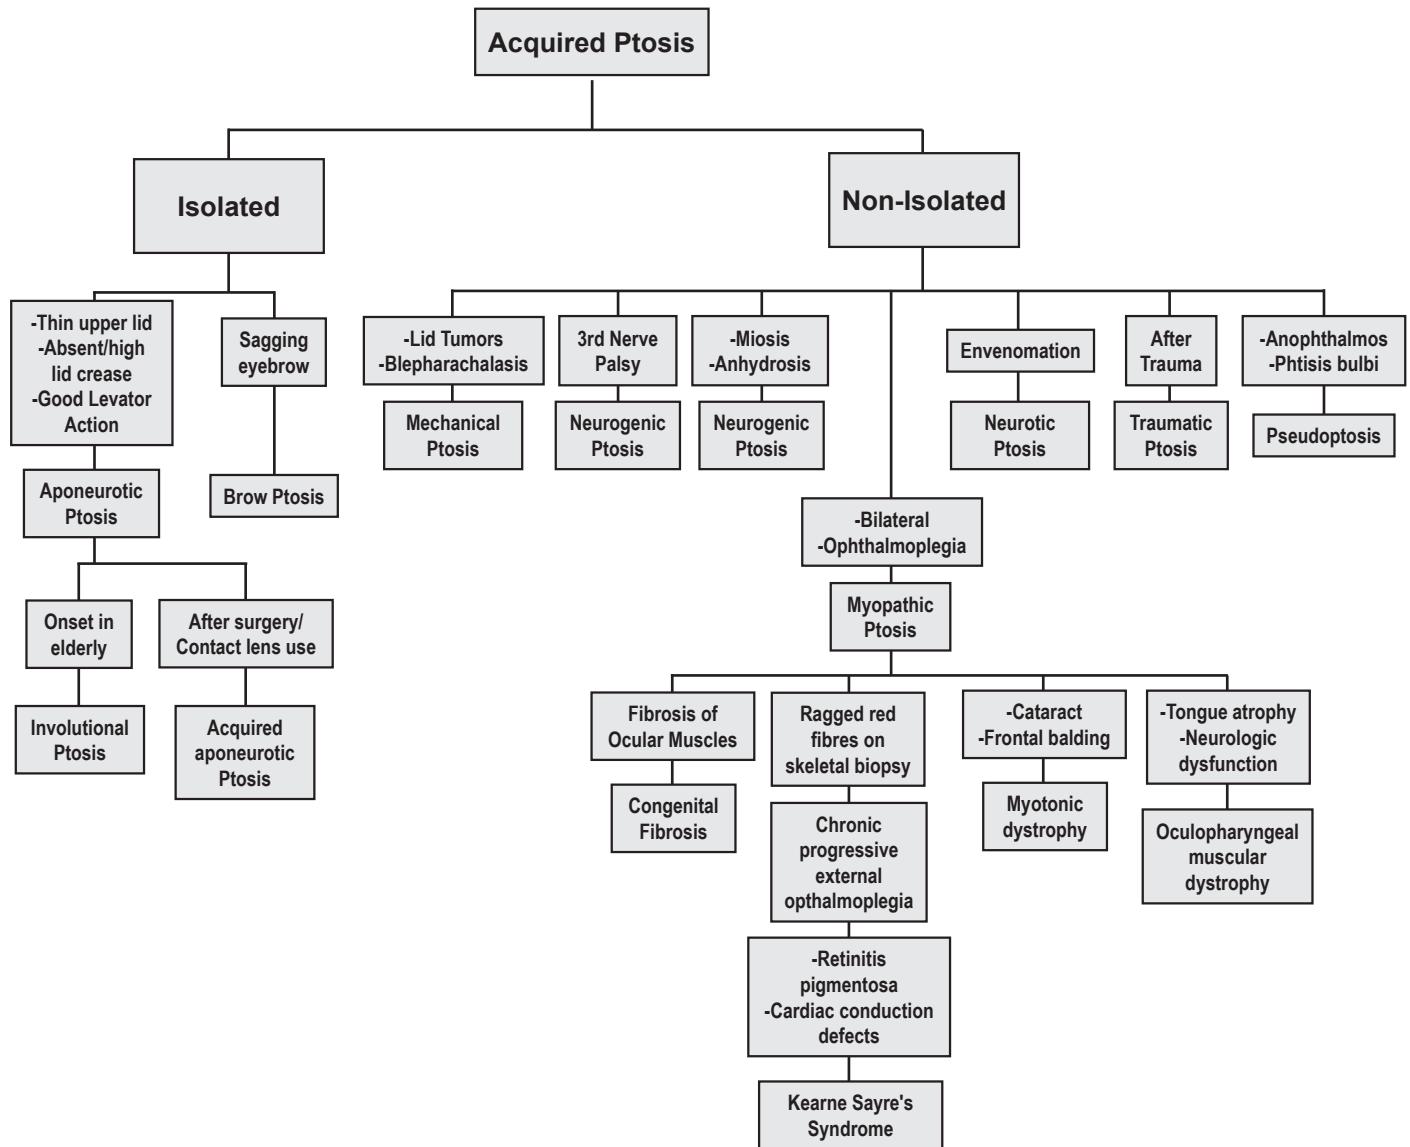 Acquired Ptosis
Isolated
Non-Isolated
-Thin upper lid
-Absent/high
lid crease
-Good Levator
Action
Sagging
eyebrow
-Lid Tumors
-Blepharachalasis
3rd Nerve
Palsy
-Miosis
-Anhydrosis
Envenomation
After
Trauma
-Anophthalmos
-Phtisis bulbi
Mechanical
Ptosis
Neurogenic
Ptosis
Neurogenic
Ptosis
Neurotic
Ptosis
Traumatic
Ptosis
Pseudoptosis
Aponeurotic
Ptosis
Brow Ptosis
-Bilateral
-Ophthalmoplegia
Myopathic
Ptosis
Onset in
elderly
After surgery/
Contact lens use
Involutional
Ptosis
Acquired
aponeurotic
Ptosis
Fibrosis of
Ocular Muscles
Ragged red
fibres on
skeletal biopsy
-Cataract
-Frontal balding
-Tongue atrophy
-Neurologic
dysfunction
Congenital
Fibrosis
Chronic
progressive
external
opthalmoplegia
Myotonic
dystrophy
Oculopharyngeal
muscular
dystrophy
-Retinitis
pigmentosa
-Cardiac conduction
defects
Kearne Sayre's
Syndrome